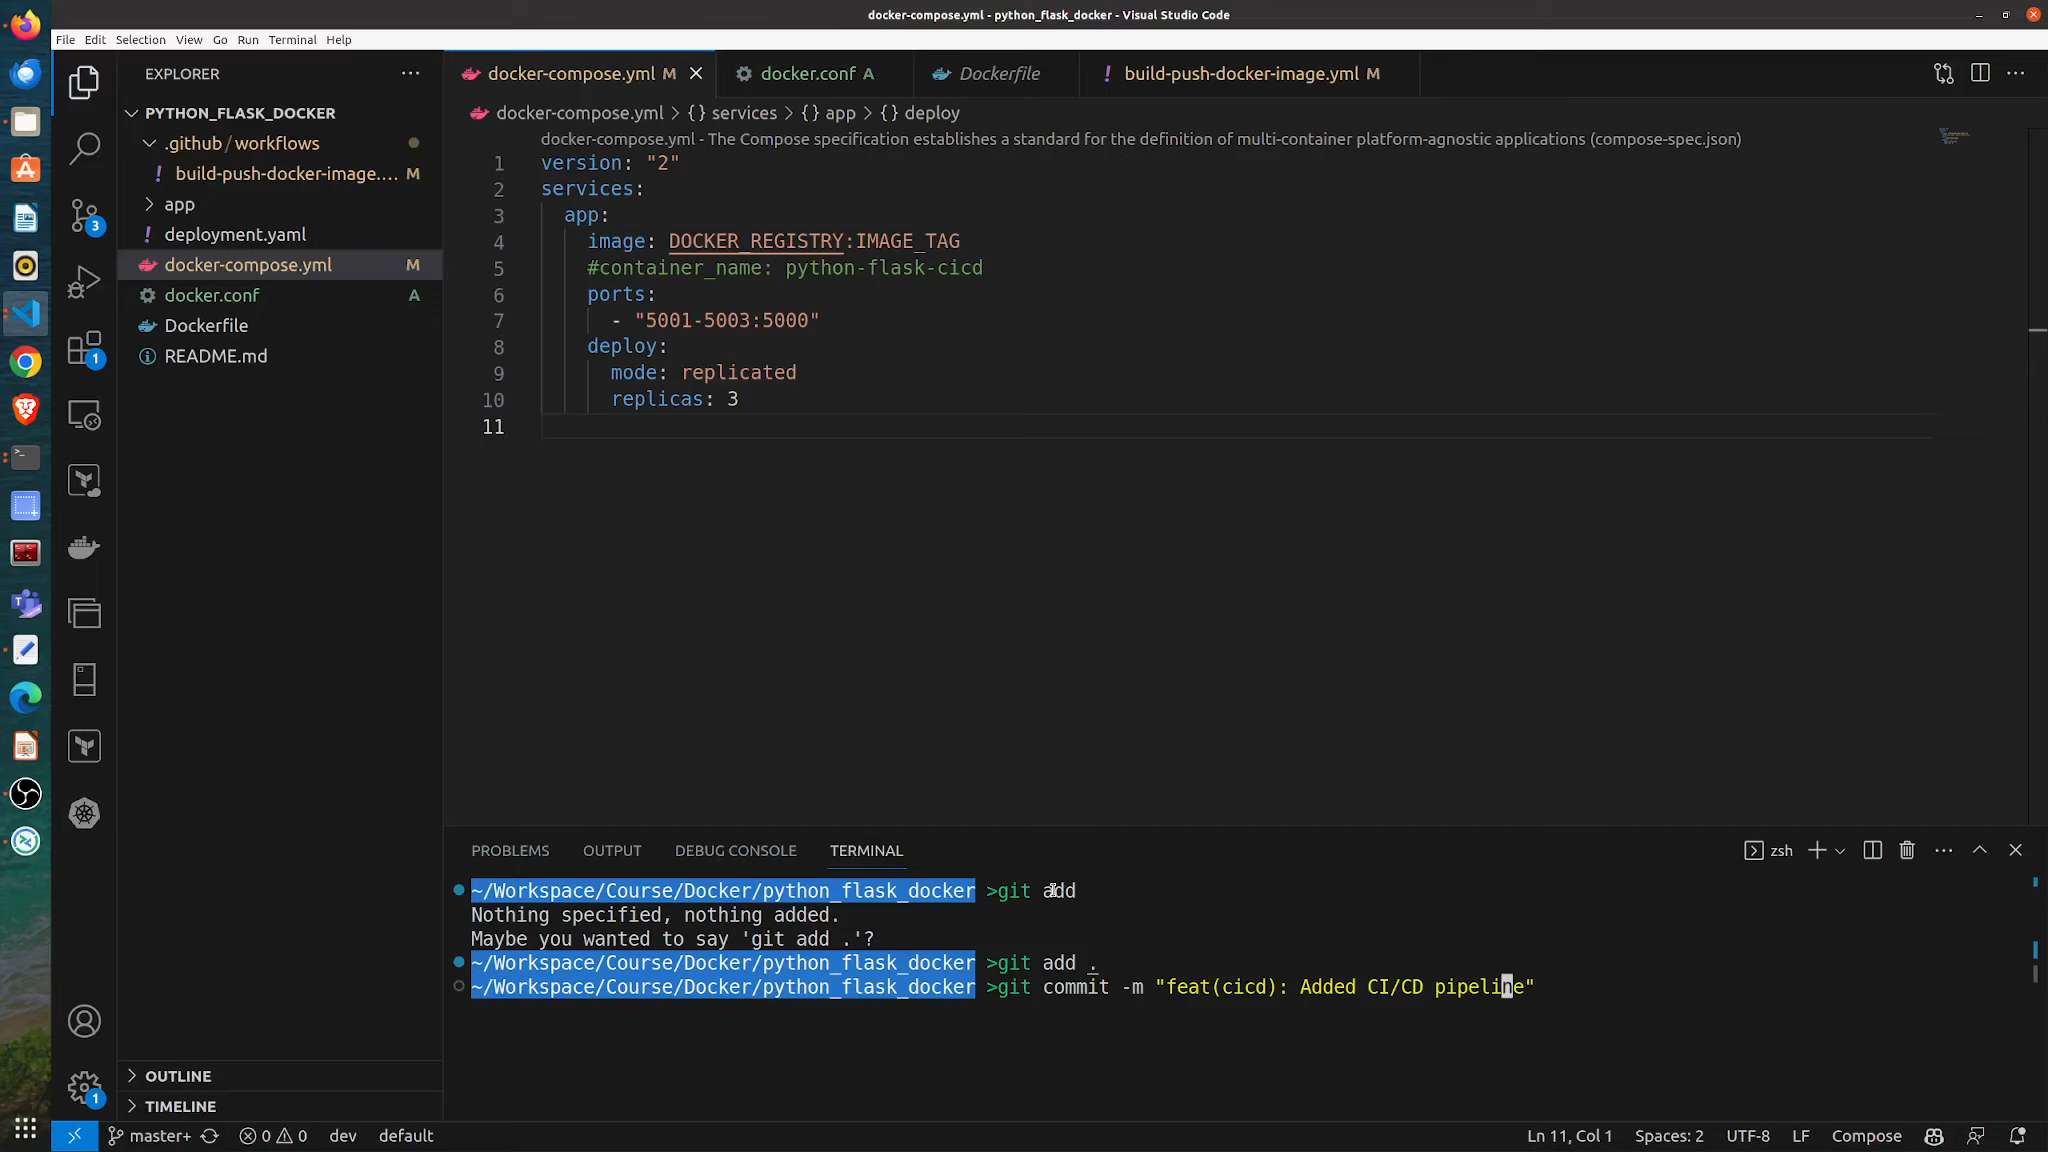 docker-compose.yml - python_flask_docker - Visual Studio Code
File Edit Selection View Go Run Terminal Help
EXPLORER
PYTHON_FLASK_DOCKER
.github/workflows
! build-push-docker-image.... M
app
! deployment.yaml
docker-compose.yml M
docker.conf A
Dockerfile
README.md
OUTLINE
TIMELINE
3
1
1
docker-compose.yml M
docker.conf A
Dockerfile
! build-push-docker-image.yml M
docker-compose.yml > {} services > {} app > {} deploy
docker-compose.yml - The Compose specification establishes a standard for the definition of multi-container platform-agnostic applications (compose-spec.json)
1 version: "2"
2 services:
3 app:
4 image: DOCKER_REGISTRY:IMAGE_TAG
5 #container_name: python-flask-cicd
6 ports:
7 - "5001-5003:5000"
8 deploy:
9 mode: replicated
10 replicas: 3
11
PROBLEMS OUTPUT DEBUG CONSOLE TERMINAL
zsh
~/Workspace/Course/Docker/python_flask_docker >git add
Nothing specified, nothing added.
Maybe you wanted to say 'git add .'?
~/Workspace/Course/Docker/python_flask_docker >git add .
~/Workspace/Course/Docker/python_flask_docker >git commit -m "feat(cicd): Added CI/CD pipeline"
master+ 0 0 dev default
Ln 11, Col 1 Spaces: 2 UTF-8 LF Compose